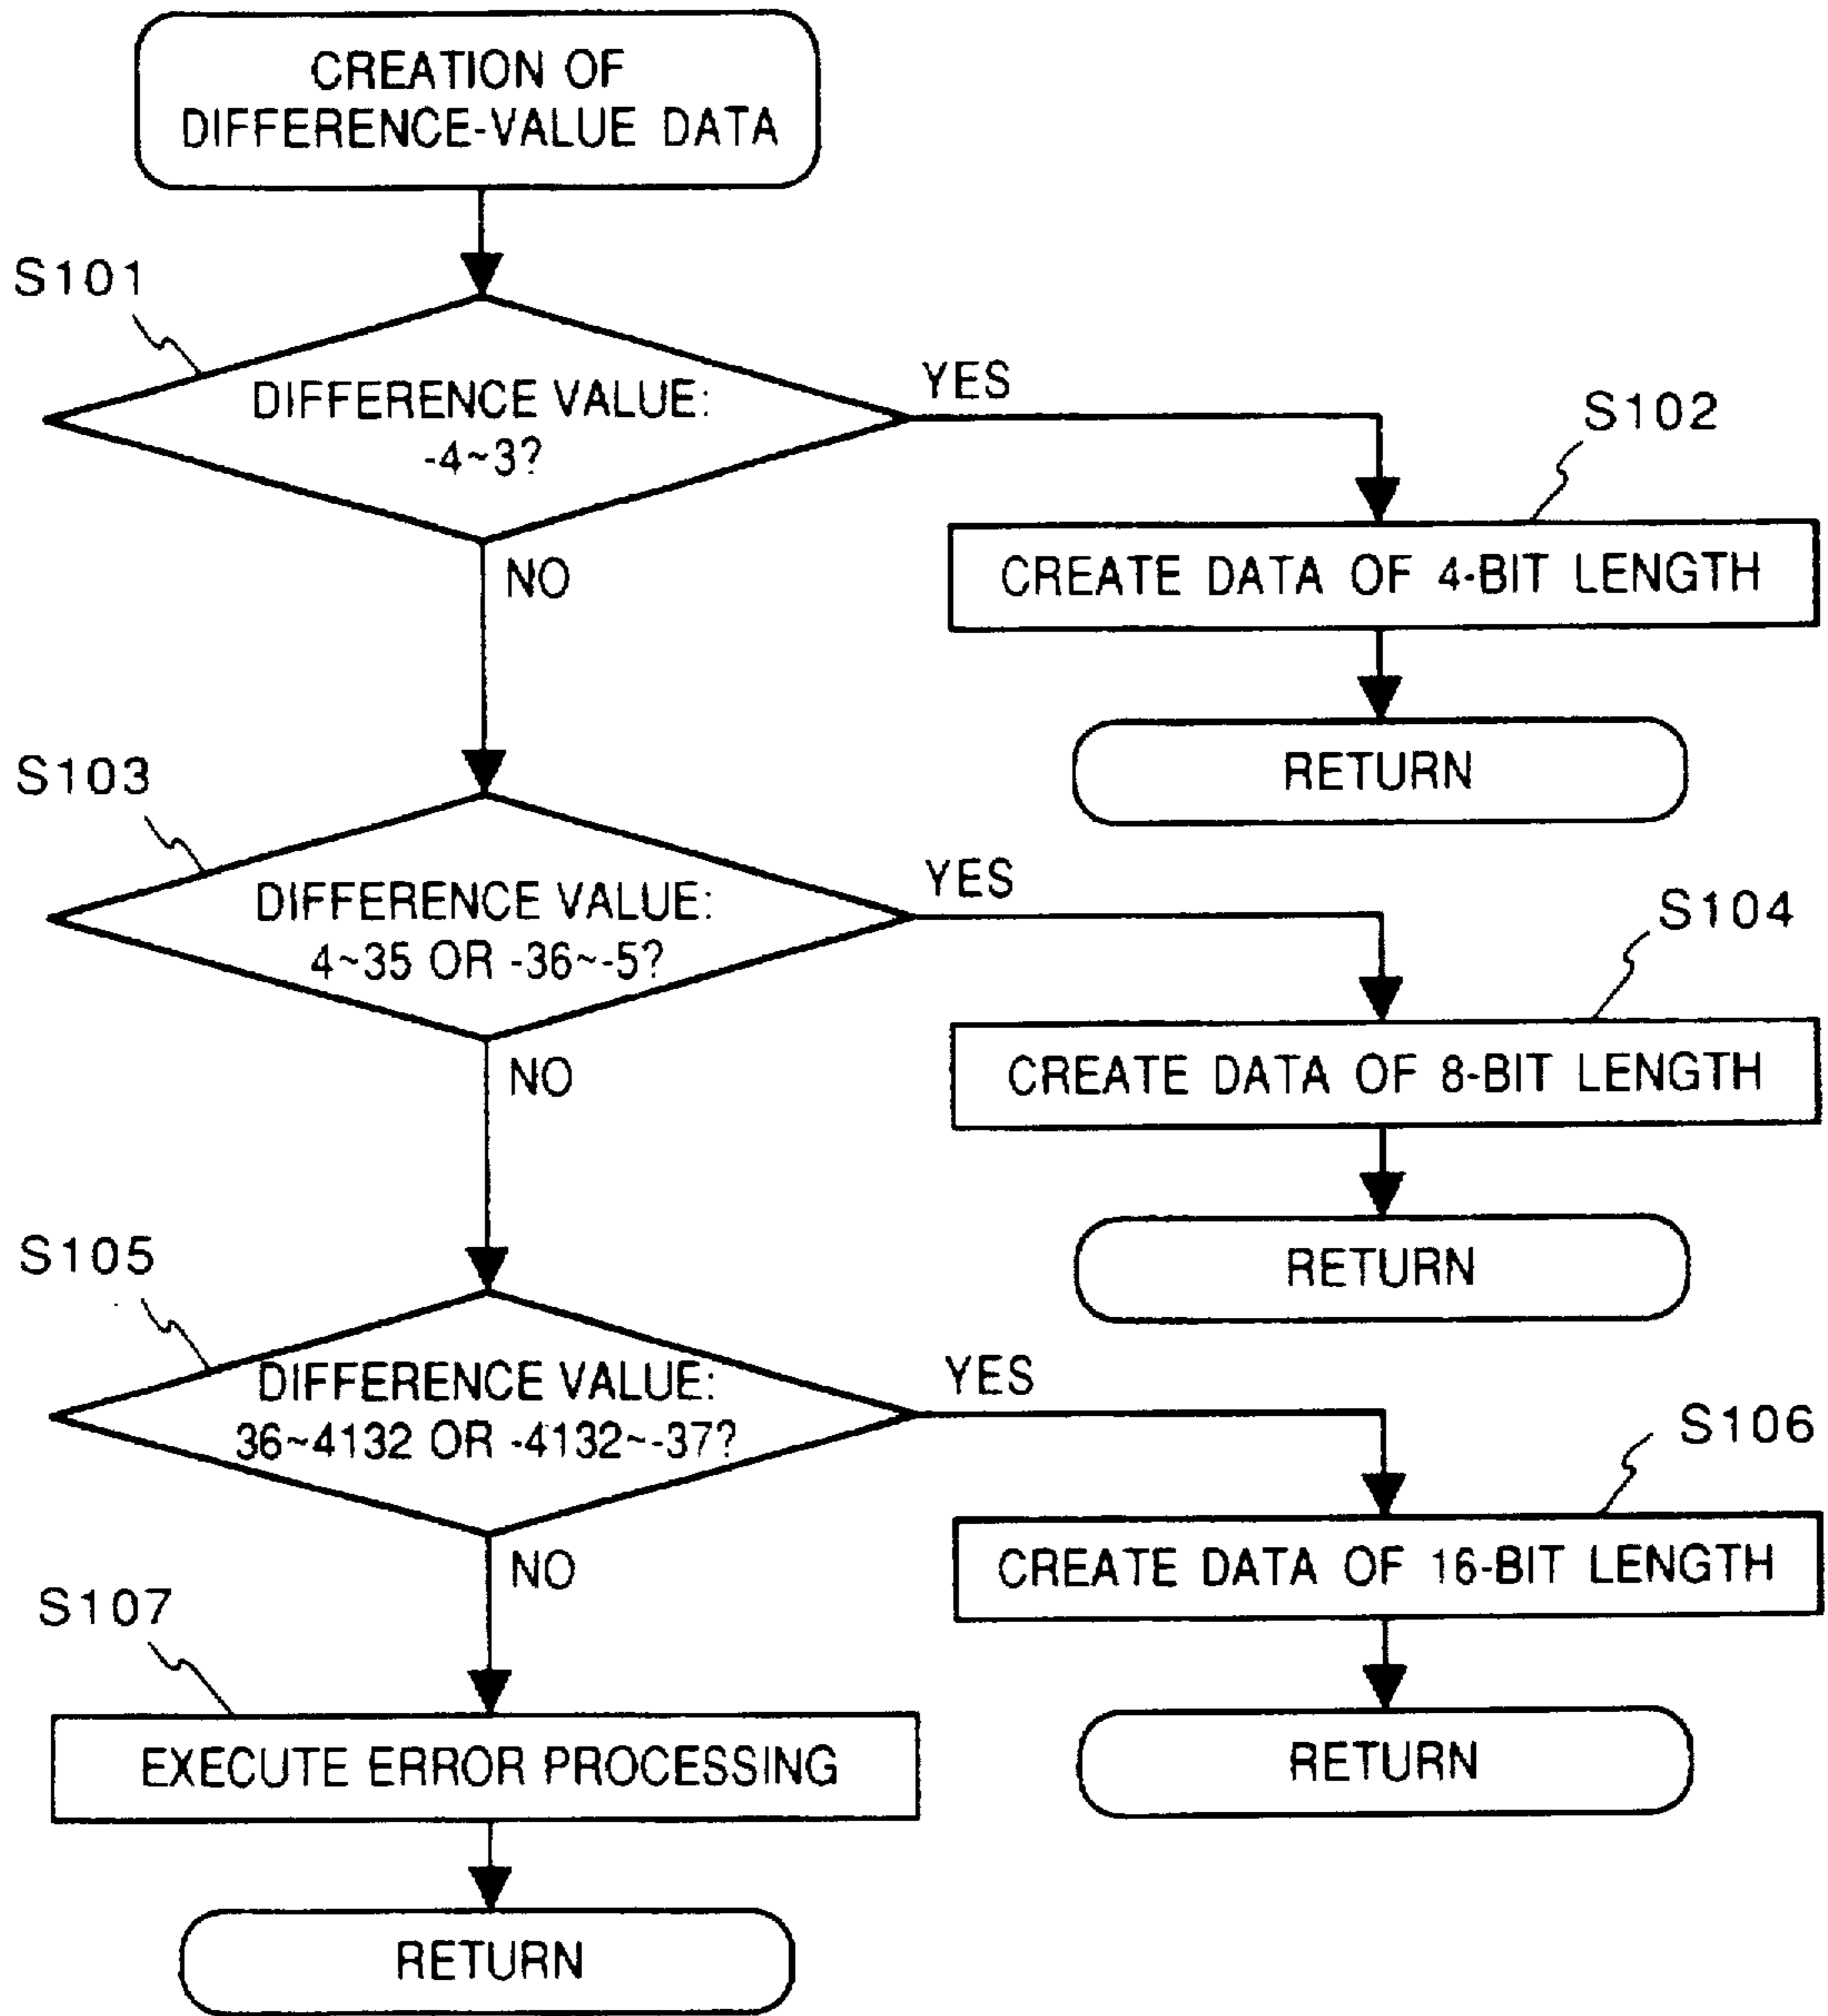 CREATION OF
DIFFERENCE-VALUE DATA
S101
DIFFERENCE VALUE:
-4~3?
YES
NO
S102
CREATE DATA OF 4-BIT LENGTH
RETURN
S103
DIFFERENCE VALUE:
4~35 OR -36~-5?
YES
NO
S104
CREATE DATA OF 8-BIT LENGTH
RETURN
S105
DIFFERENCE VALUE:
36~4132 OR -4132~-37?
YES
NO
S106
CREATE DATA OF 16-BIT LENGTH
RETURN
S107
EXECUTE ERROR PROCESSING
RETURN